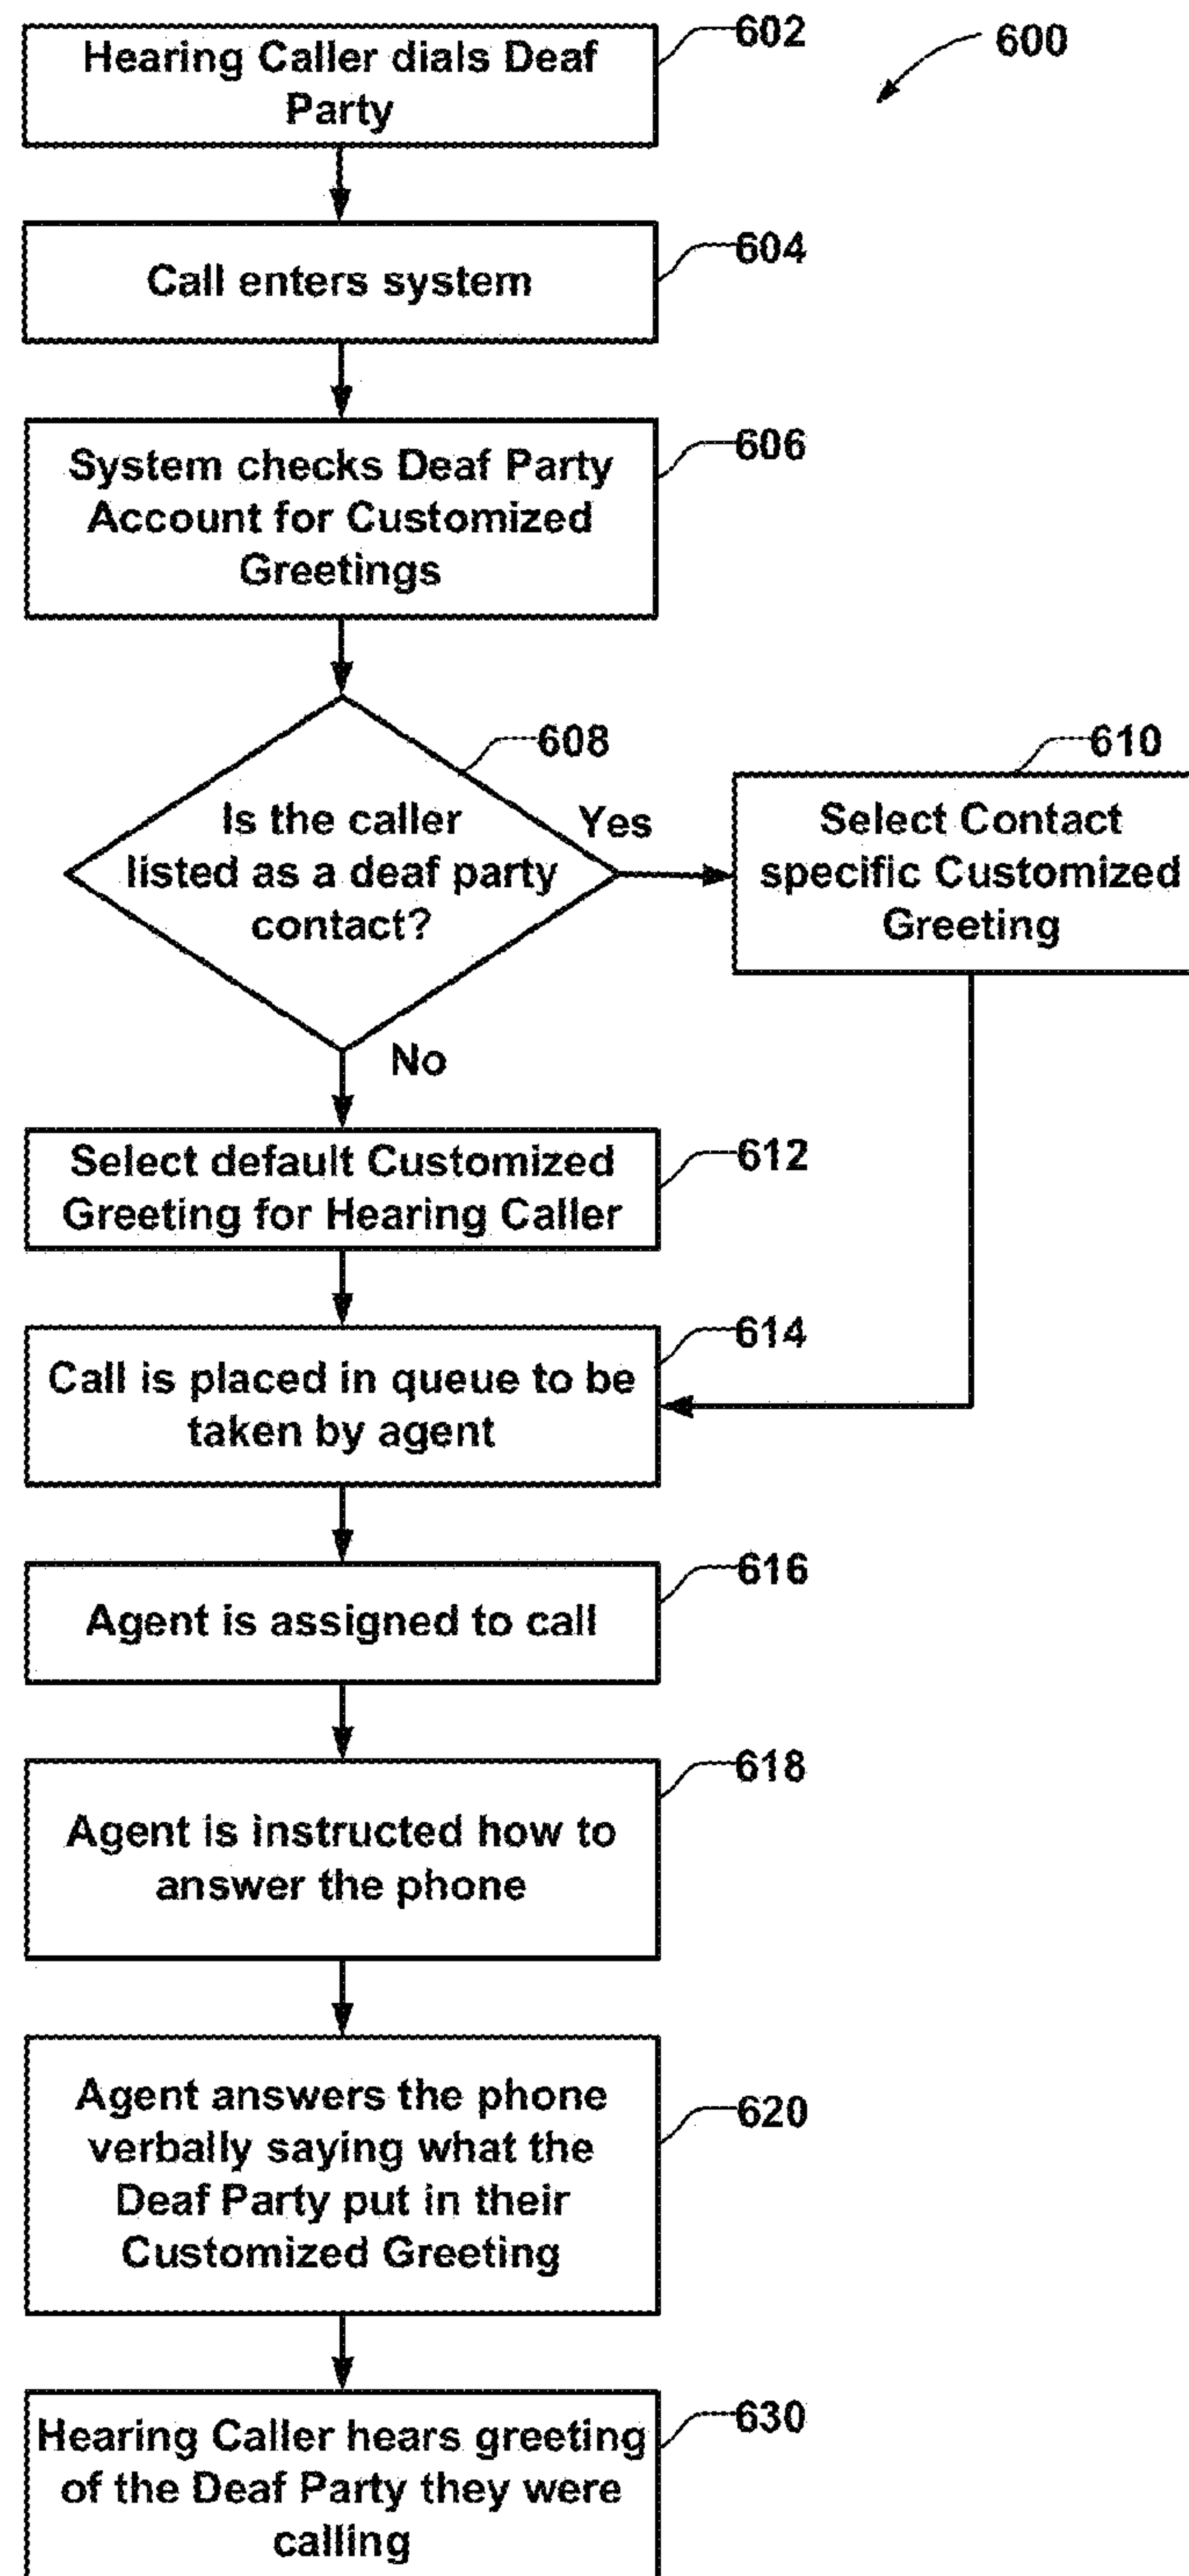 Hearing Caller dials Deaf
Party
602
600
Call enters system
604
System checks Deaf Party
Account for Customized
Greetings
606
Is the caller
listed as a deaf party
contact?
608
Yes
610
Select Contact
specific Customized
Greeting
No
Select default Customized
Greeting for Hearing Caller
612
Call is placed in queue to be
taken by agent
614
Agent is assigned to call
616
Agent is instructed how to
answer the phone
618
Agent answers the phone
verbally saying what the
Deaf Party put in their
Customized Greeting
620
Hearing Caller hears greeting
of the Deaf Party they were
calling
630